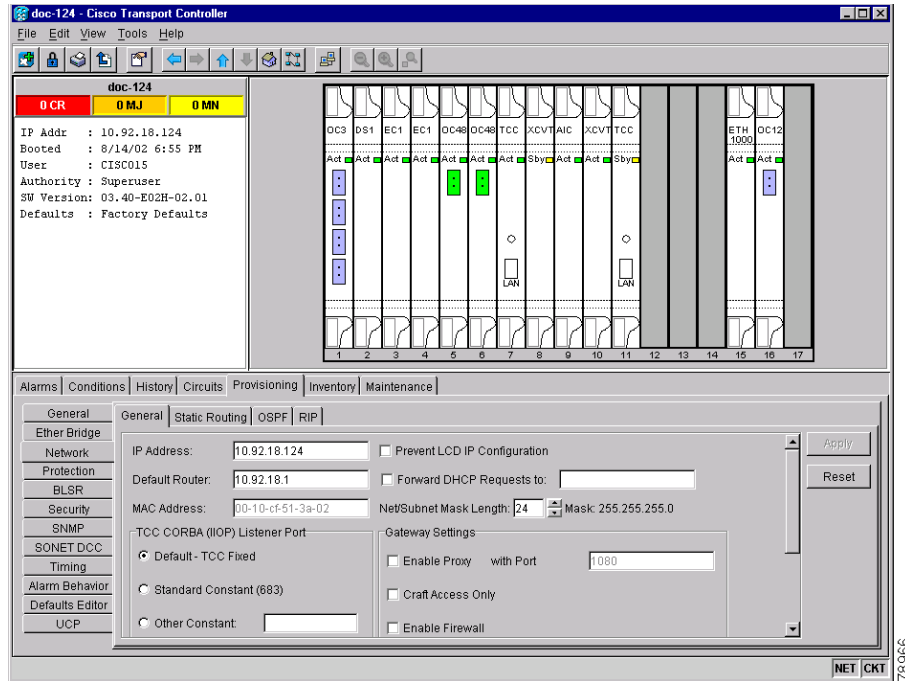 doc-124 - Cisco Transport Controller
File Edit View Tools Help
doc-124
0 CR 0 MJ 0 MN
IP Addr : 10.92.18.124
Booted : 8/14/02 6:55 PM
User : CISCO15
Authority : Superuser
SW Version: 03.40-E02H-02.01
Defaults : Factory Defaults
OC3 DS1 EC1 EC1 OC48 OC48 TCC XCVT AIC XCVT TCC ETH 1000 OC12
Act Act Act Act Act Act Act Sby Act Act Sby Act Act
LAN LAN
1 2 3 4 5 6 7 8 9 10 11 12 13 14 15 16 17
Alarms Conditions History Circuits Provisioning Inventory Maintenance
General
Ether Bridge
Network
Protection
BLSR
Security
SNMP
SONET DCC
Timing
Alarm Behavior
Defaults Editor
UCP
General Static Routing OSPF RIP
IP Address: 10.92.18.124 Prevent LCD IP Configuration
Default Router: 10.92.18.1 Forward DHCP Requests to:
MAC Address: 00-10-cf-51-3a-02 Net/Subnet Mask Length: 24 Mask: 255.255.255.0
TCC CORBA (IIOP) Listener Port
Default - TCC Fixed
Standard Constant (683)
Other Constant:
Gateway Settings
Enable Proxy with Port 1080
Craft Access Only
Enable Firewall
Apply
Reset
NET CKT
78966